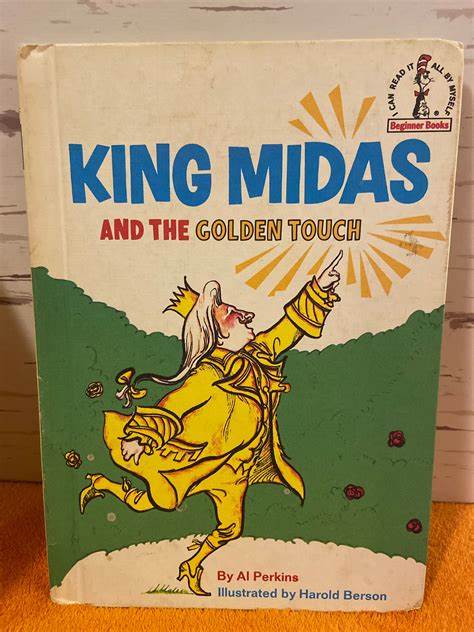 I CAN READ IT ALL BY MYSELF
Beginner Books
KING MIDAS
AND THE GOLDEN TOUCH
By Al Perkins
Illustrated by Harold Berson